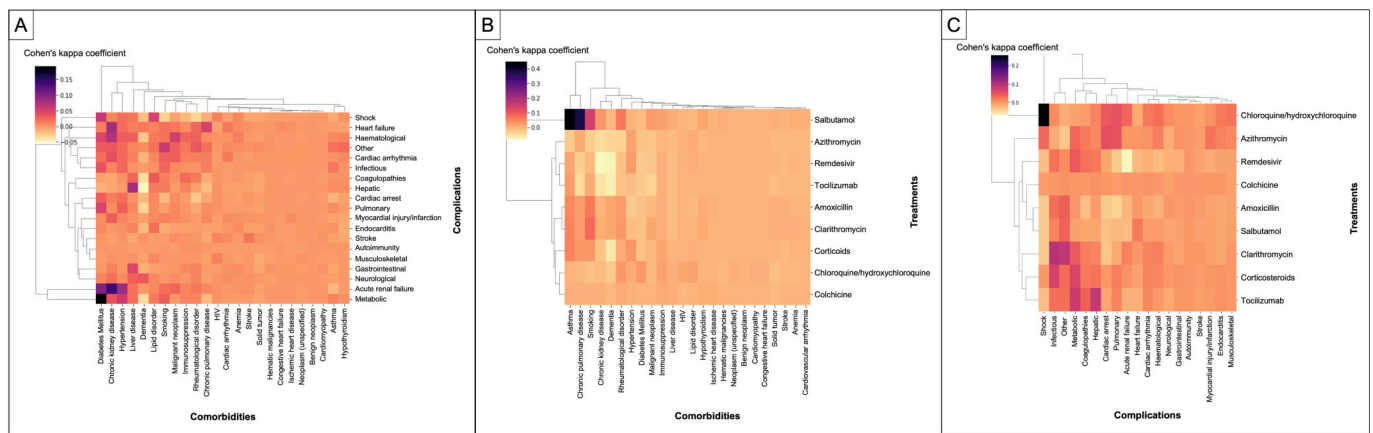 A
Cohen's kappa coefficient
0.15
0.10
0.05
0.00
−0.05
Shock
Heart failure
Haematological
Other
Cardiac arrhythmia
Infectious
Coagulopathies
Hepatic
Cardiac arrest
Pulmonary
Myocardial injury/infarction
Endocarditis
Stroke
Autoimmunity
Musculoskeletal
Gastrointestinal
Neurological
Acute renal failure
Metabolic
Complications
Diabetes Mellitus
Chronic kidney disease
Hypertension
Liver disease
Dementia
Lipid disorder
Smoking
Malignant neoplasm
Immunosuppression
Rheumatological disorder
Chronic pulmonary disease
HIV
Cardiac arrhythmia
Anemia
Stroke
Solid tumor
Hematic malignancies
Congestive heart failure
Ischemic heart disease
Neoplasm (unspecified)
Benign neoplasm
Cardiomyopathy
Asthma
Hypothyroidism
Comorbidities
B
Cohen's kappa coefficient
0.4
0.3
0.2
0.1
0.0
Salbutamol
Azithromycin
Remdesivir
Tocilizumab
Amoxicillin
Clarithromycin
Corticoids
Chloroquine/hydroxychloroquine
Colchicine
Treatments
Asthma
Chronic pulmonary disease
Smoking
Chronic kidney disease
Dementia
Rheumatological disorder
Hypertension
Diabetes Mellitus
Malignant neoplasm
Immunosuppression
Liver disease
HIV
Lipid disorder
Hypothyroidism
Ischemic heart disease
Hematic malignancies
Neoplasm (unspecified)
Benign neoplasm
Cardiomyopathy
Congestive heart failure
Solid tumor
Stroke
Anemia
Cardiovascular arrhythmia
Comorbidities
C
Cohen's kappa coefficient
0.2
0.1
0.0
Chloroquine/hydroxychloroquine
Azithromycin
Remdesivir
Colchicine
Amoxicillin
Salbutamol
Clarithromycin
Corticosteroids
Tocilizumab
Treatments
Shock
Infectious
Other
Metabolic
Coagulopathies
Hepatic
Cardiac arrest
Pulmonary
Acute renal failure
Heart failure
Cardiac arrhythmia
Haematological
Neurological
Gastrointestinal
Autoimmunity
Stroke
Myocardial injury/infarction
Endocarditis
Musculoskeletal
Complications